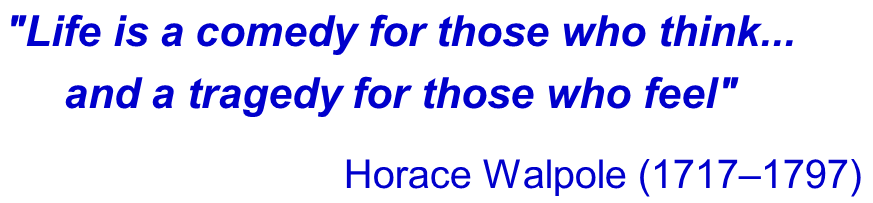 "Life is a comedy for those who think...
and a tragedy for those who feel"
Horace Walpole (1717–1797)